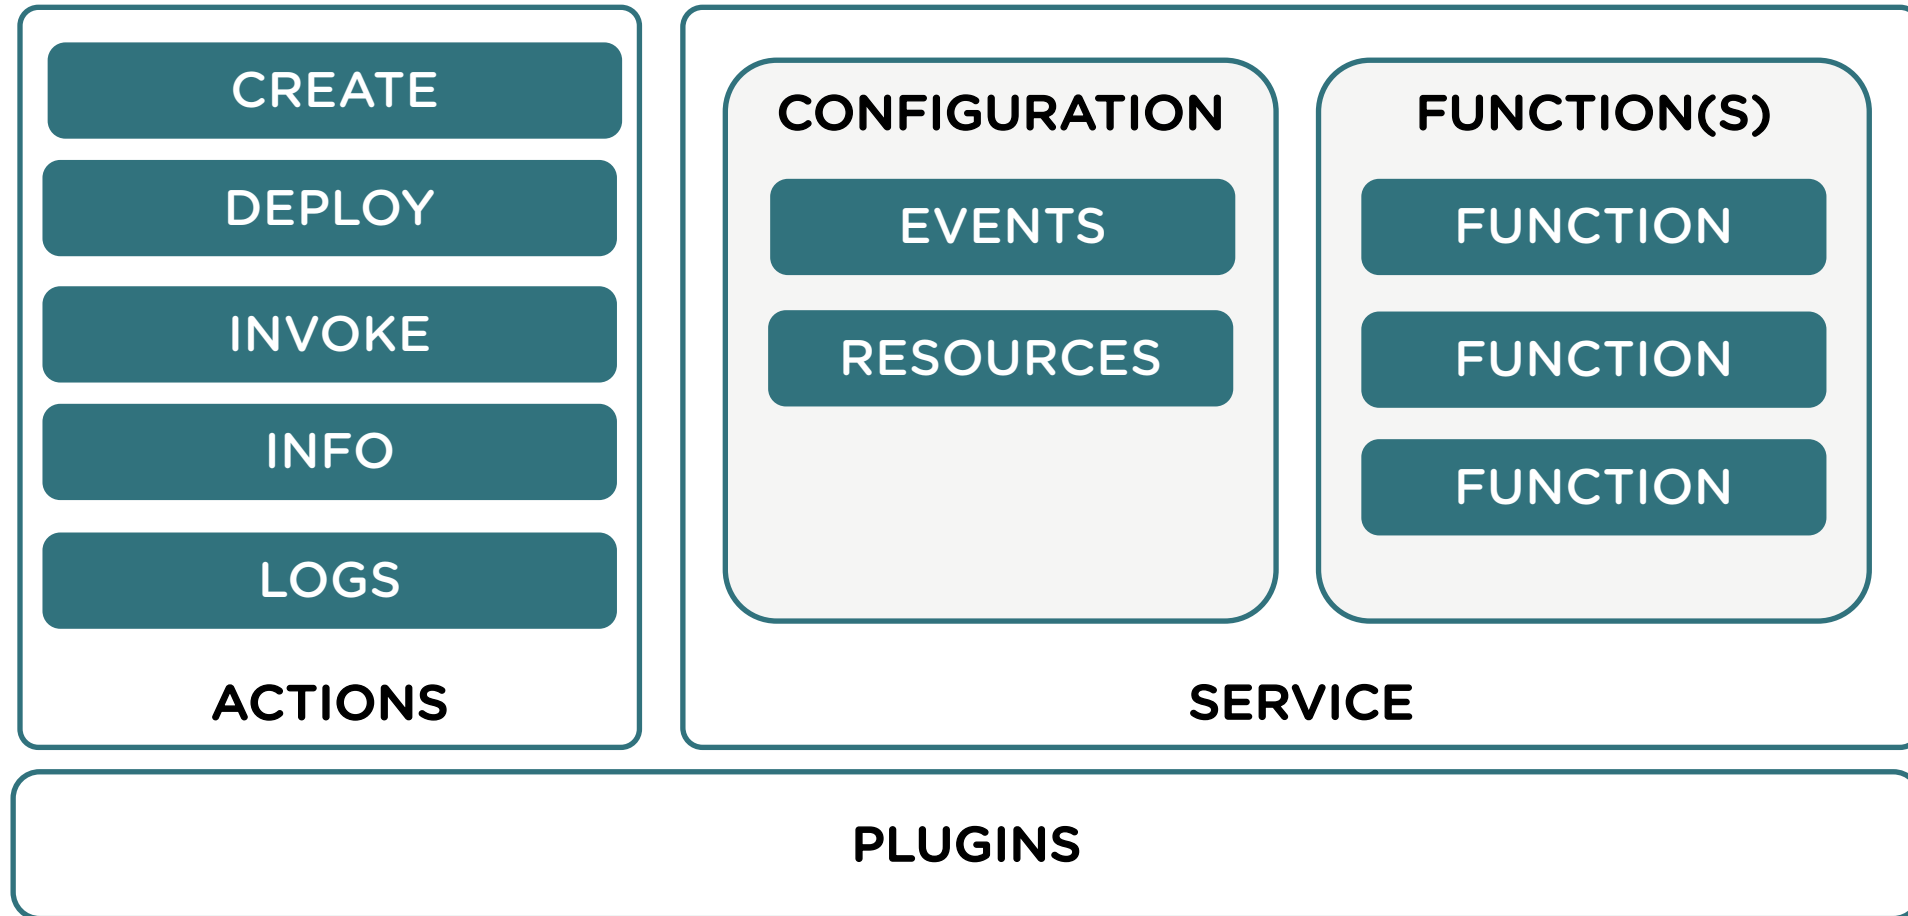 CREATE
DEPLOY
INVOKE
INFO
LOGS
ACTIONS
CONFIGURATION
EVENTS
RESOURCES
FUNCTION(S)
FUNCTION
FUNCTION
FUNCTION
SERVICE
PLUGINS